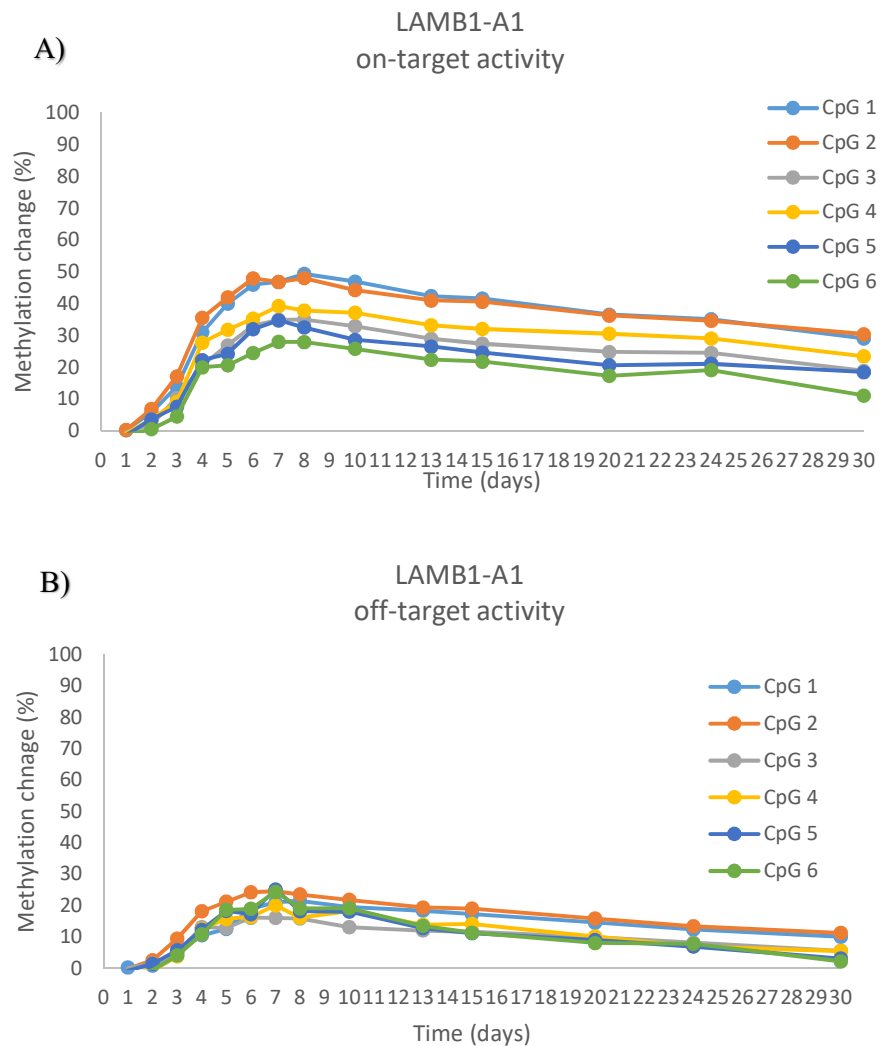 A)
LAMB1-A1
on-target activity
Methylation change (%)
100
90
80
70
60
50
40
30
20
10
0
CpG 1
CpG 2
CpG 3
CpG 4
CpG 5
CpG 6
0 1 2 3 4 5 6 7 8 9 10 11 12 13 14 15 16 17 18 19 20 21 22 23 24 25 26 27 28 29 30
Time (days)
B)
LAMB1-A1
off-target activity
Methylation chnage (%)
100
90
80
70
60
50
40
30
20
10
0
CpG 1
CpG 2
CpG 3
CpG 4
CpG 5
CpG 6
0 1 2 3 4 5 6 7 8 9 10 11 12 13 14 15 16 17 18 19 20 21 22 23 24 25 26 27 28 29 30
Time (days)